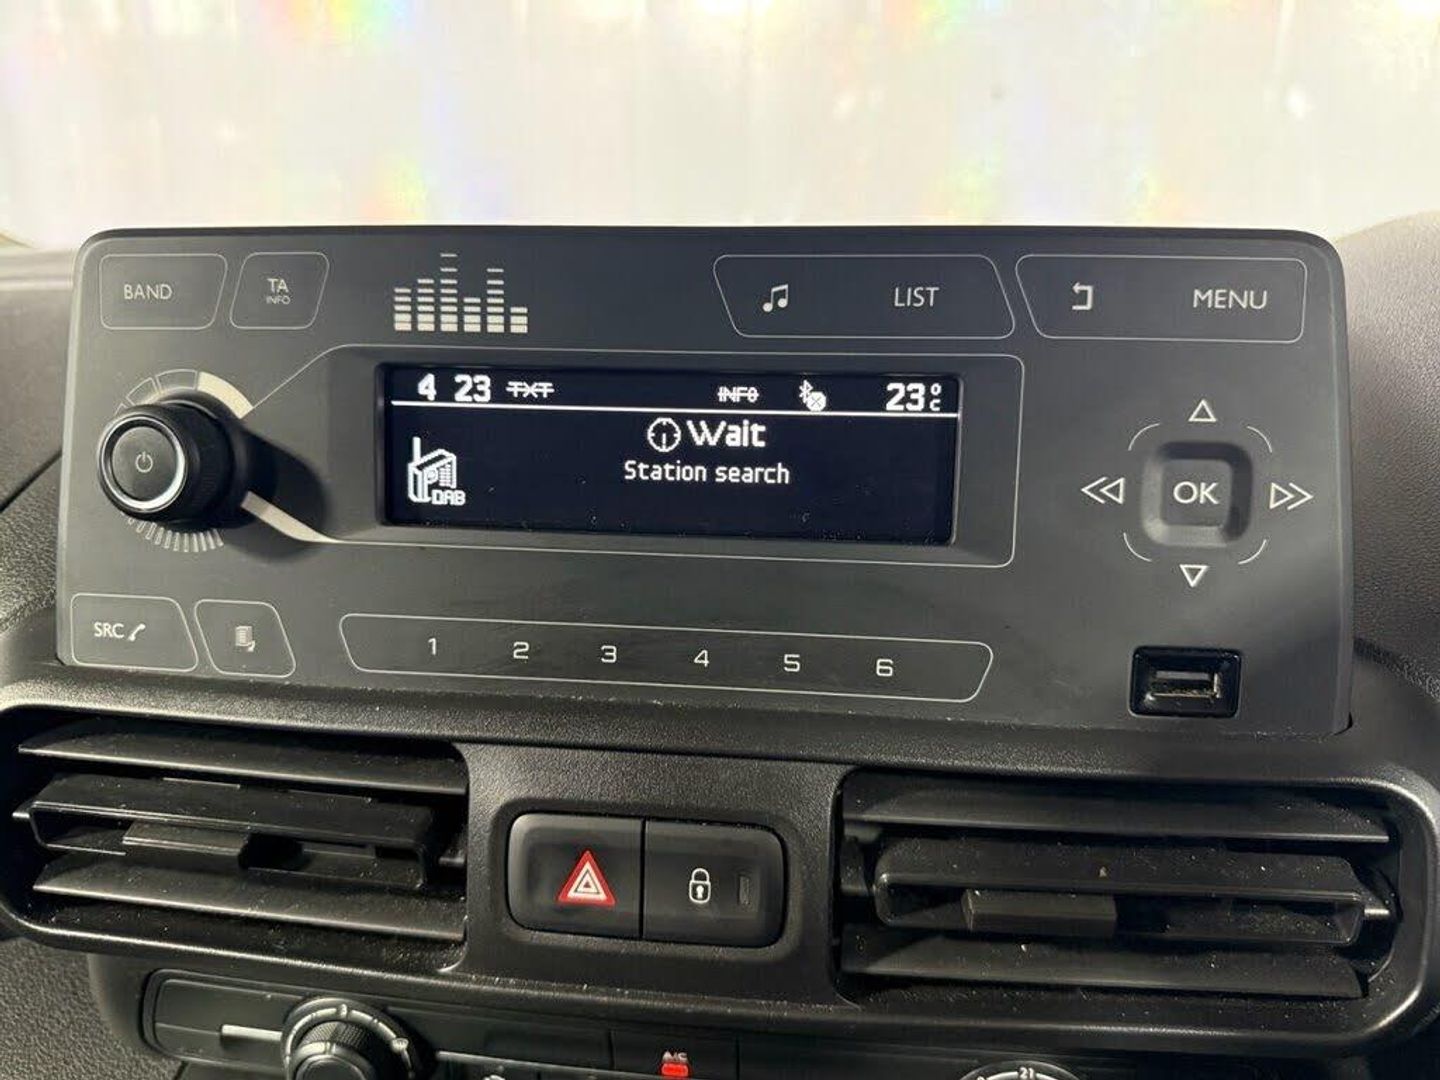 BAND
TA
INFO
LIST
MENU
4 23 TXT INFO 23°C
Wait
Station search
DAB
OK
SRC
1 2 3 4 5 6
A/C
21